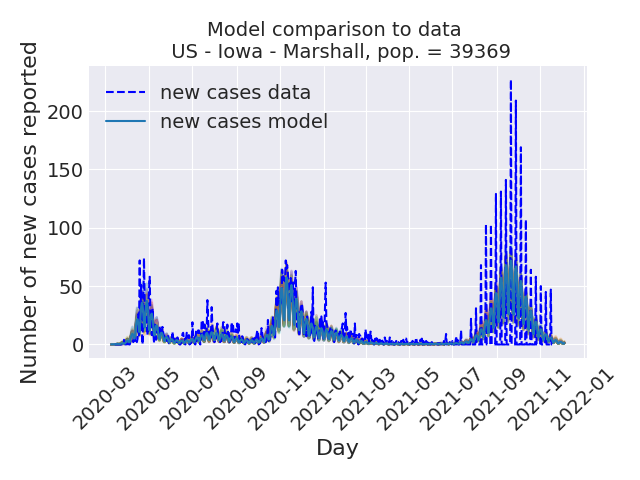 Model comparison to data
US - Iowa - Marshall, pop. = 39369
Number of new cases reported
200
150
100
50
0
new cases data
new cases model
2020-03
2020-05
2020-07
2020-09
2020-11
2021-01
2021-03
2021-05
2021-07
2021-09
2021-11
2022-01
Day